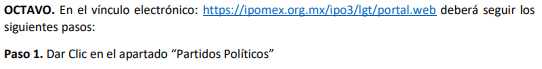 OCTAVO. En el vínculo electrónico: https://ipomex.org.mx/ipo3/lgt/portal.web deberá seguir los
siguientes pasos:
Paso 1. Dar Clic en el apartado “Partidos Políticos”